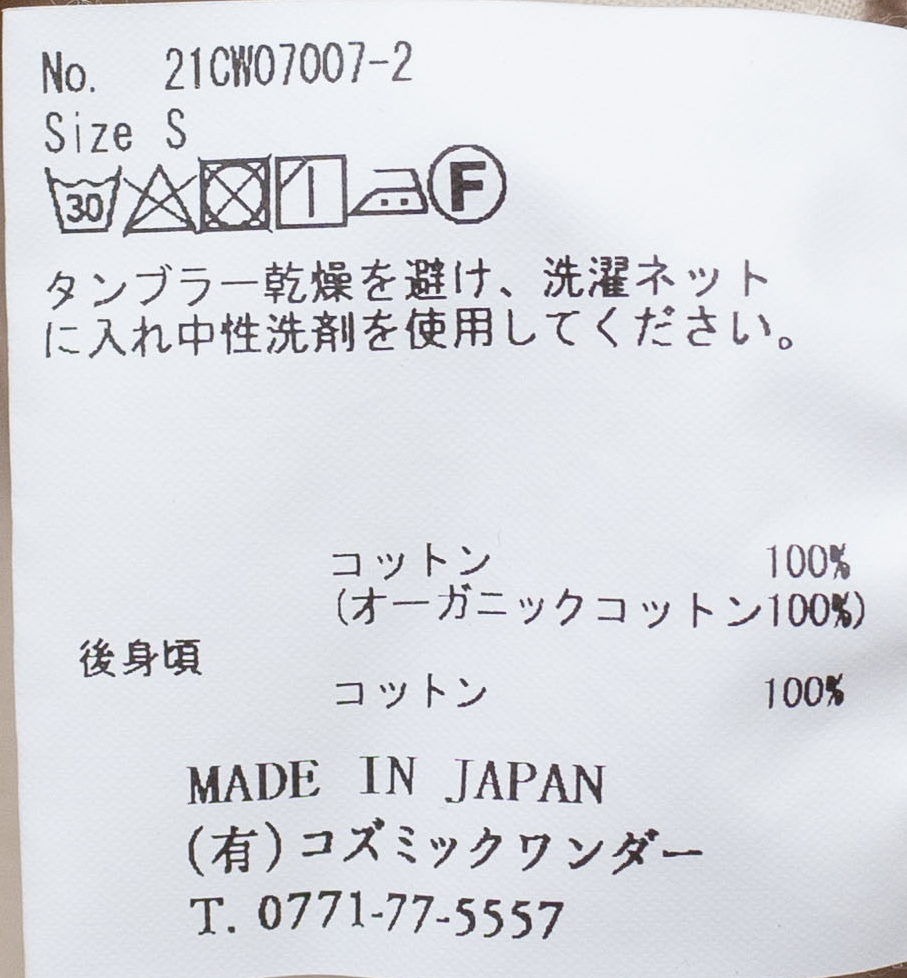 No. 21CW07007-2
Size S
30 F
タンブラー乾燥を避け、洗濯ネット
に入れ中性洗剤を使用してください。
コットン 100%
(オーガニックコットン100%)
後身頃
コットン 100%
MADE IN JAPAN
(有)コズミックワンダー
T. 0771-77-5557